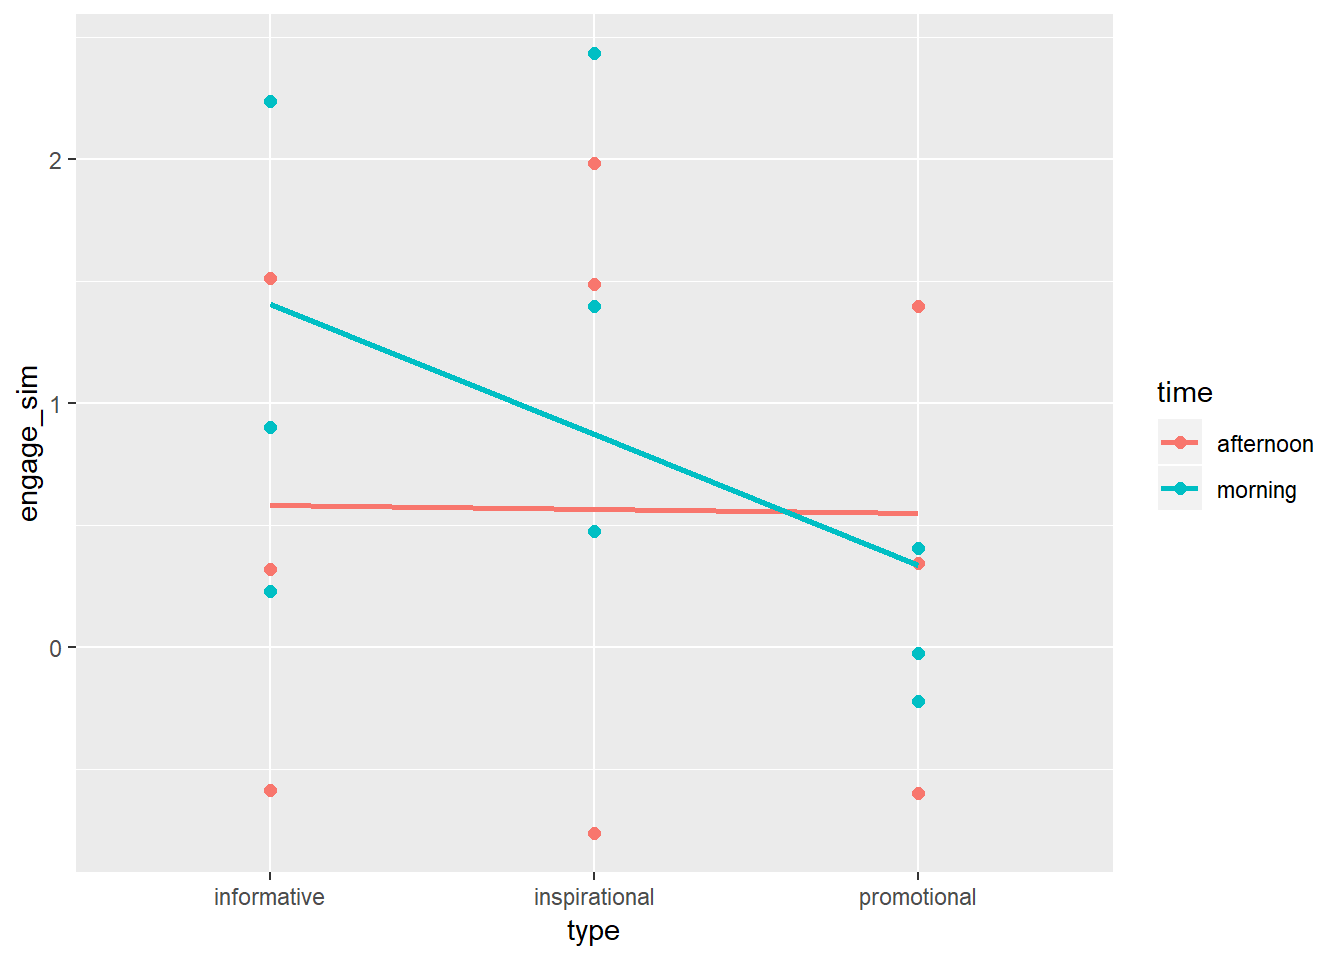 2
1
0
engage_sim
informative
inspirational
promotional
type
time
afternoon
morning